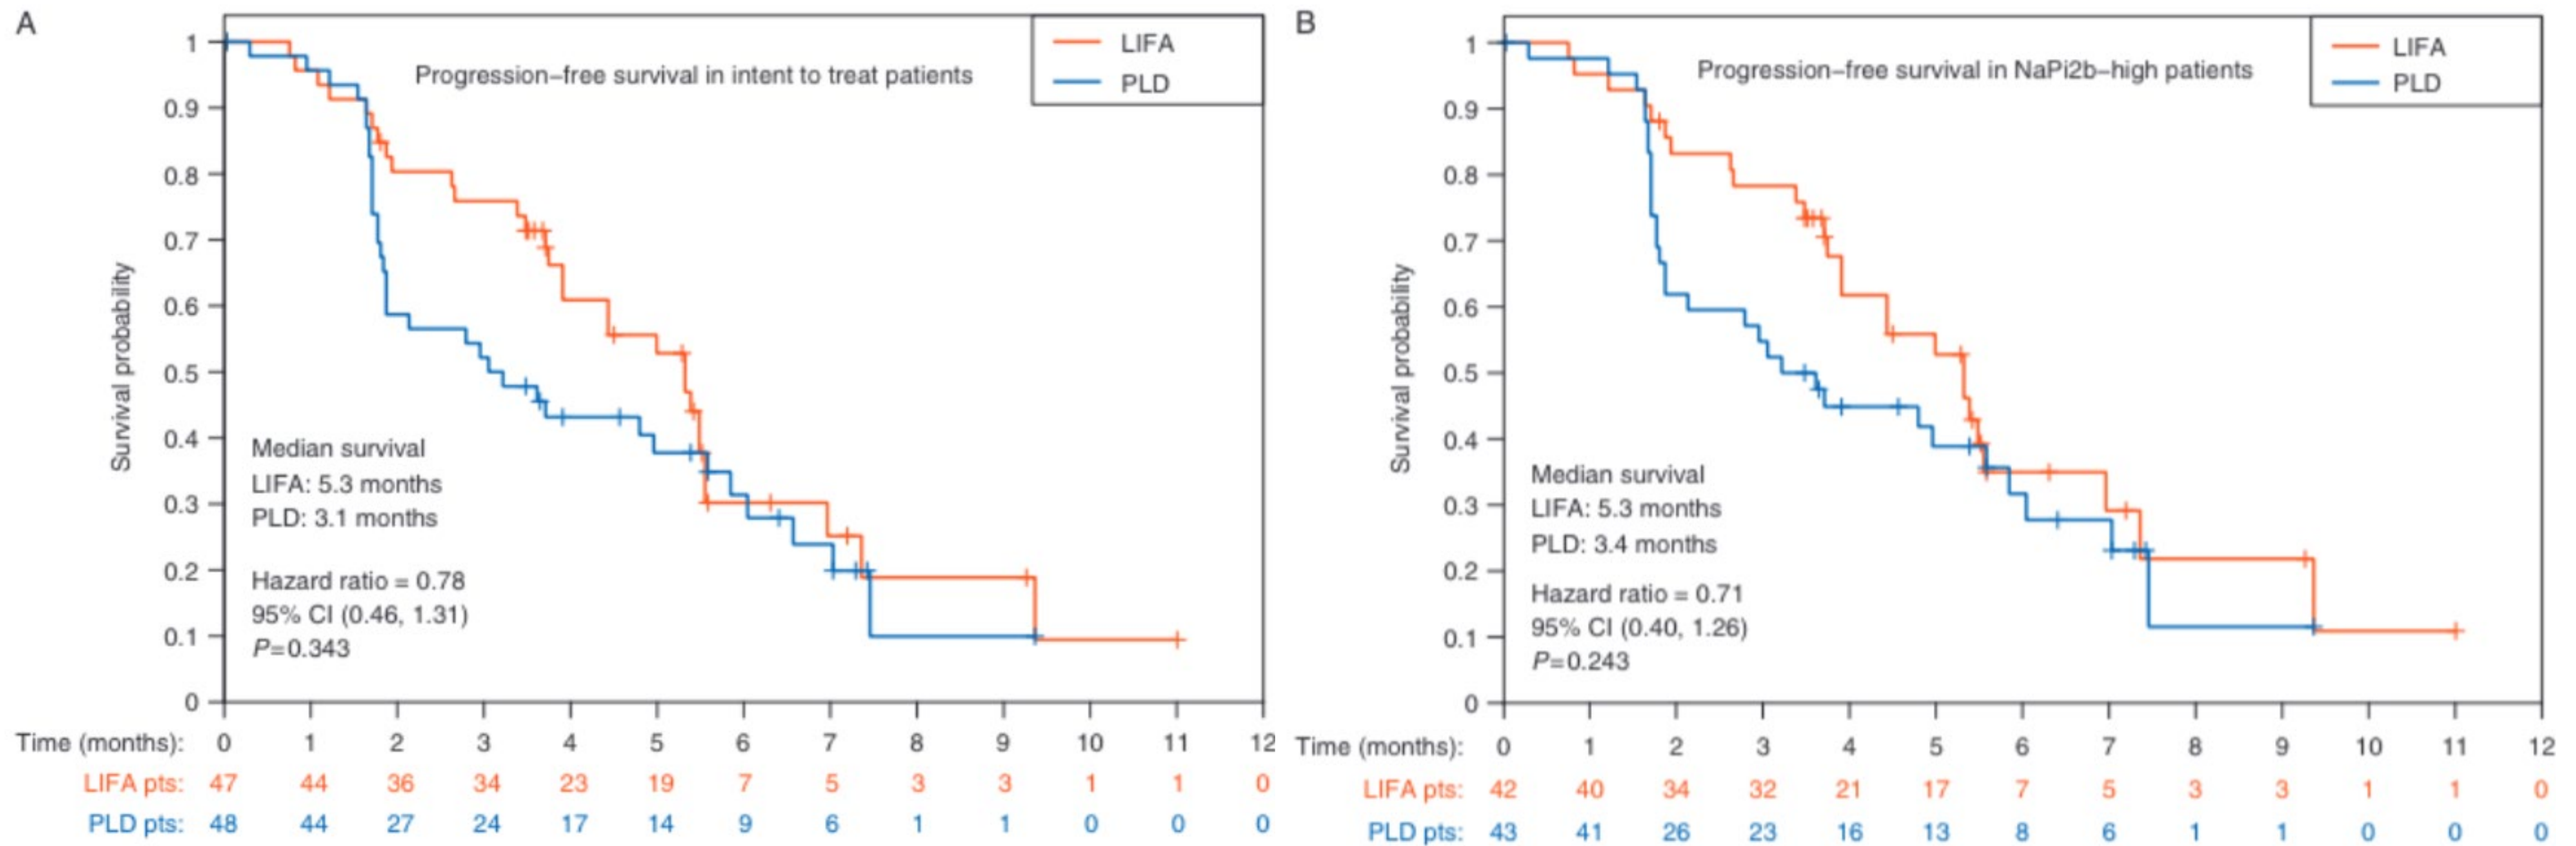 A
Progression–free survival in intent to treat patients
LIFA
PLD
Survival probability
1
0.9
0.8
0.7
0.6
0.5
0.4
0.3
0.2
0.1
0
Median survival
LIFA: 5.3 months
PLD: 3.1 months
Hazard ratio = 0.78
95% CI (0.46, 1.31)
P=0.343
Time (months): 0 1 2 3 4 5 6 7 8 9 10 11 12
LIFA pts: 47 44 36 34 23 19 7 5 3 3 1 1 0
PLD pts: 48 44 27 24 17 14 9 6 1 1 0 0 0
B
Progression–free survival in NaPi2b–high patients
LIFA
PLD
Survival probability
1
0.9
0.8
0.7
0.6
0.5
0.4
0.3
0.2
0.1
0
Median survival
LIFA: 5.3 months
PLD: 3.4 months
Hazard ratio = 0.71
95% CI (0.40, 1.26)
P=0.243
Time (months): 0 1 2 3 4 5 6 7 8 9 10 11 12
LIFA pts: 42 40 34 32 21 17 7 5 3 3 1 1 0
PLD pts: 43 41 26 23 16 13 8 6 1 1 0 0 0